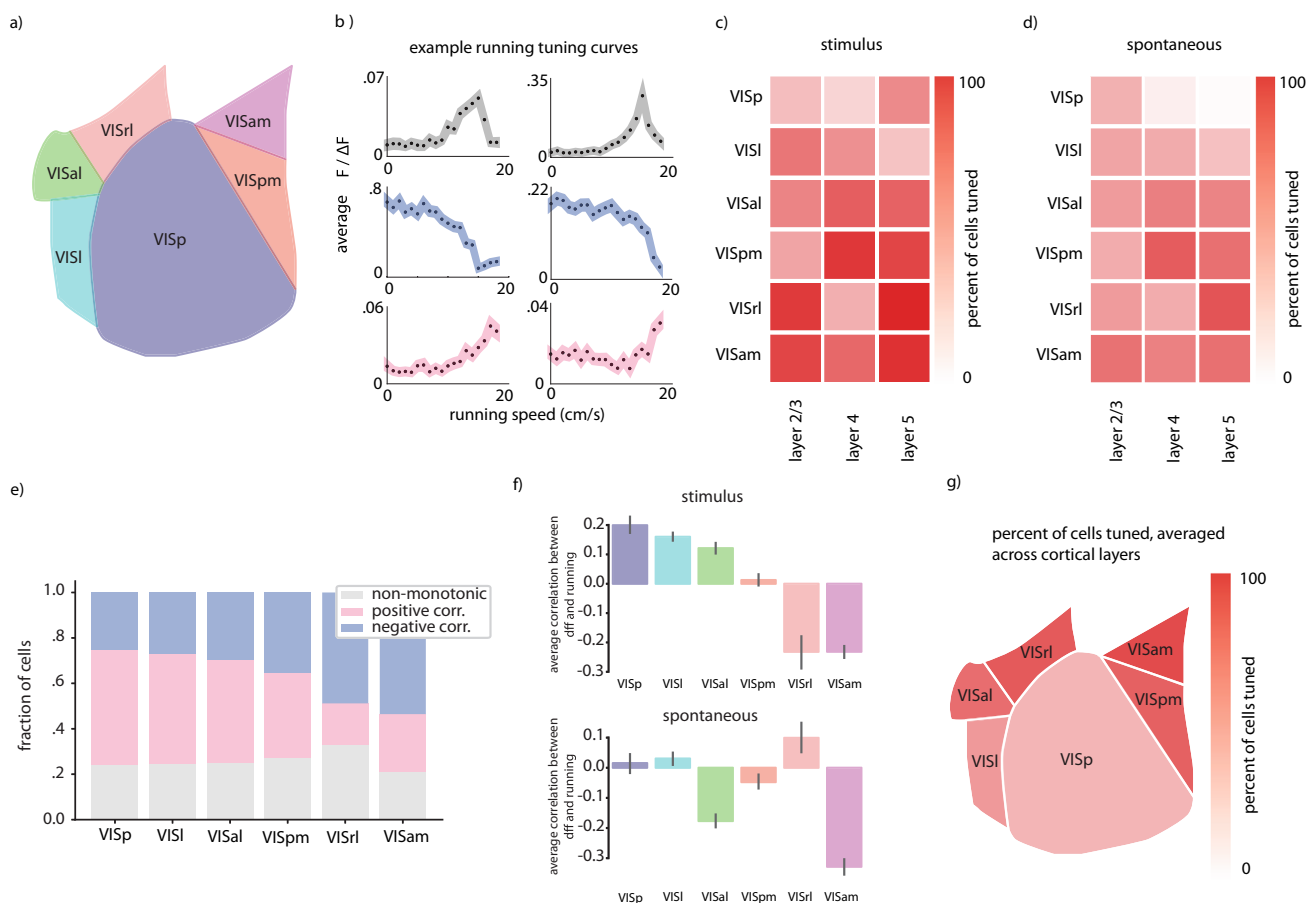 a)
VISrl
VISam
VISal
VISpm
VISp
VISl
b )
example running tuning curves
.07
0
0
20
.35
0
0
20
.8
0
0
20
.22
0
0
20
.06
0
0
20
.04
0
0
20
average F / ΔF
running speed (cm/s)
c)
stimulus
VISp
VISl
VISal
VISpm
VISrl
VISam
layer 2/3
layer 4
layer 5
100
0
percent of cells tuned
d)
spontaneous
VISp
VISl
VISal
VISpm
VISrl
VISam
layer 2/3
layer 4
layer 5
100
0
percent of cells tuned
e)
fraction of cells
1.0
.8
.6
.4
.2
0.0
non-monotonic
positive corr.
negative corr.
VISp
VISl
VISal
VISpm
VISrl
VISam
f)
stimulus
average correlation between
dff and running
0.2
0.1
0.0
-0.1
-0.2
-0.3
VISp
VISl
VISal
VISpm
VISrl
VISam
spontaneous
average correlation between
dff and running
0.1
0.0
-0.1
-0.2
-0.3
VISp
VISl
VISal
VISpm
VISrl
VISam
g)
percent of cells tuned, averaged
across cortical layers
VISrl
VISam
VISal
VISpm
VISl
VISp
100
0
percent of cells tuned